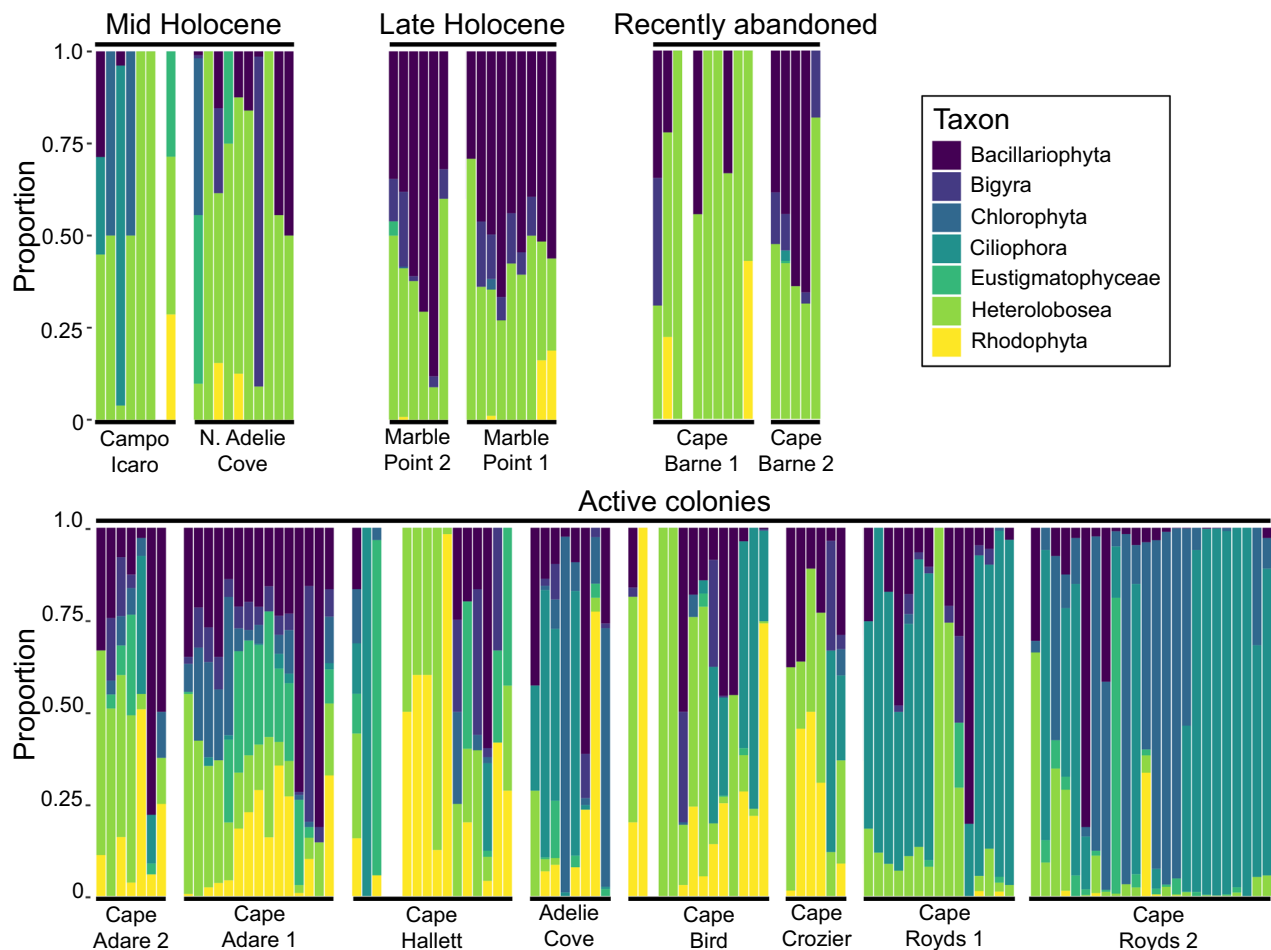 Mid Holocene
Late Holocene
Recently abandoned
1.0
0.75
0.50
0.25
0
Proportion
Campo
Icaro
N. Adelie
Cove
Marble
Point 2
Marble
Point 1
Cape
Barne 1
Cape
Barne 2
Taxon
Bacillariophyta
Bigyra
Chlorophyta
Ciliophora
Eustigmatophyceae
Heterolobosea
Rhodophyta
Active colonies
1.0
0.75
0.50
0.25
0
Proportion
Cape
Adare 2
Cape
Adare 1
Cape
Hallett
Adelie
Cove
Cape
Bird
Cape
Crozier
Cape
Royds 1
Cape
Royds 2